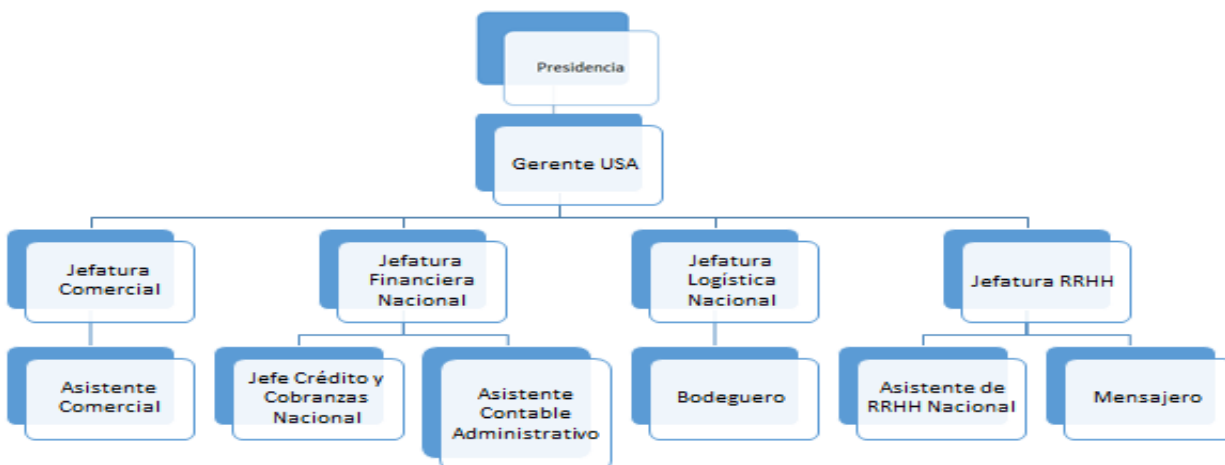 Presidencia
Gerente USA
Jefatura
Comercial
Jefatura
Financiera
Nacional
Jefatura
Logística
Nacional
Jefatura RRHH
Asistente
Comercial
Jefe Crédito y
Cobranzas
Nacional
Asistente
Contable
Administrativo
Bodeguero
Asistente de
RRHH Nacional
Mensajero